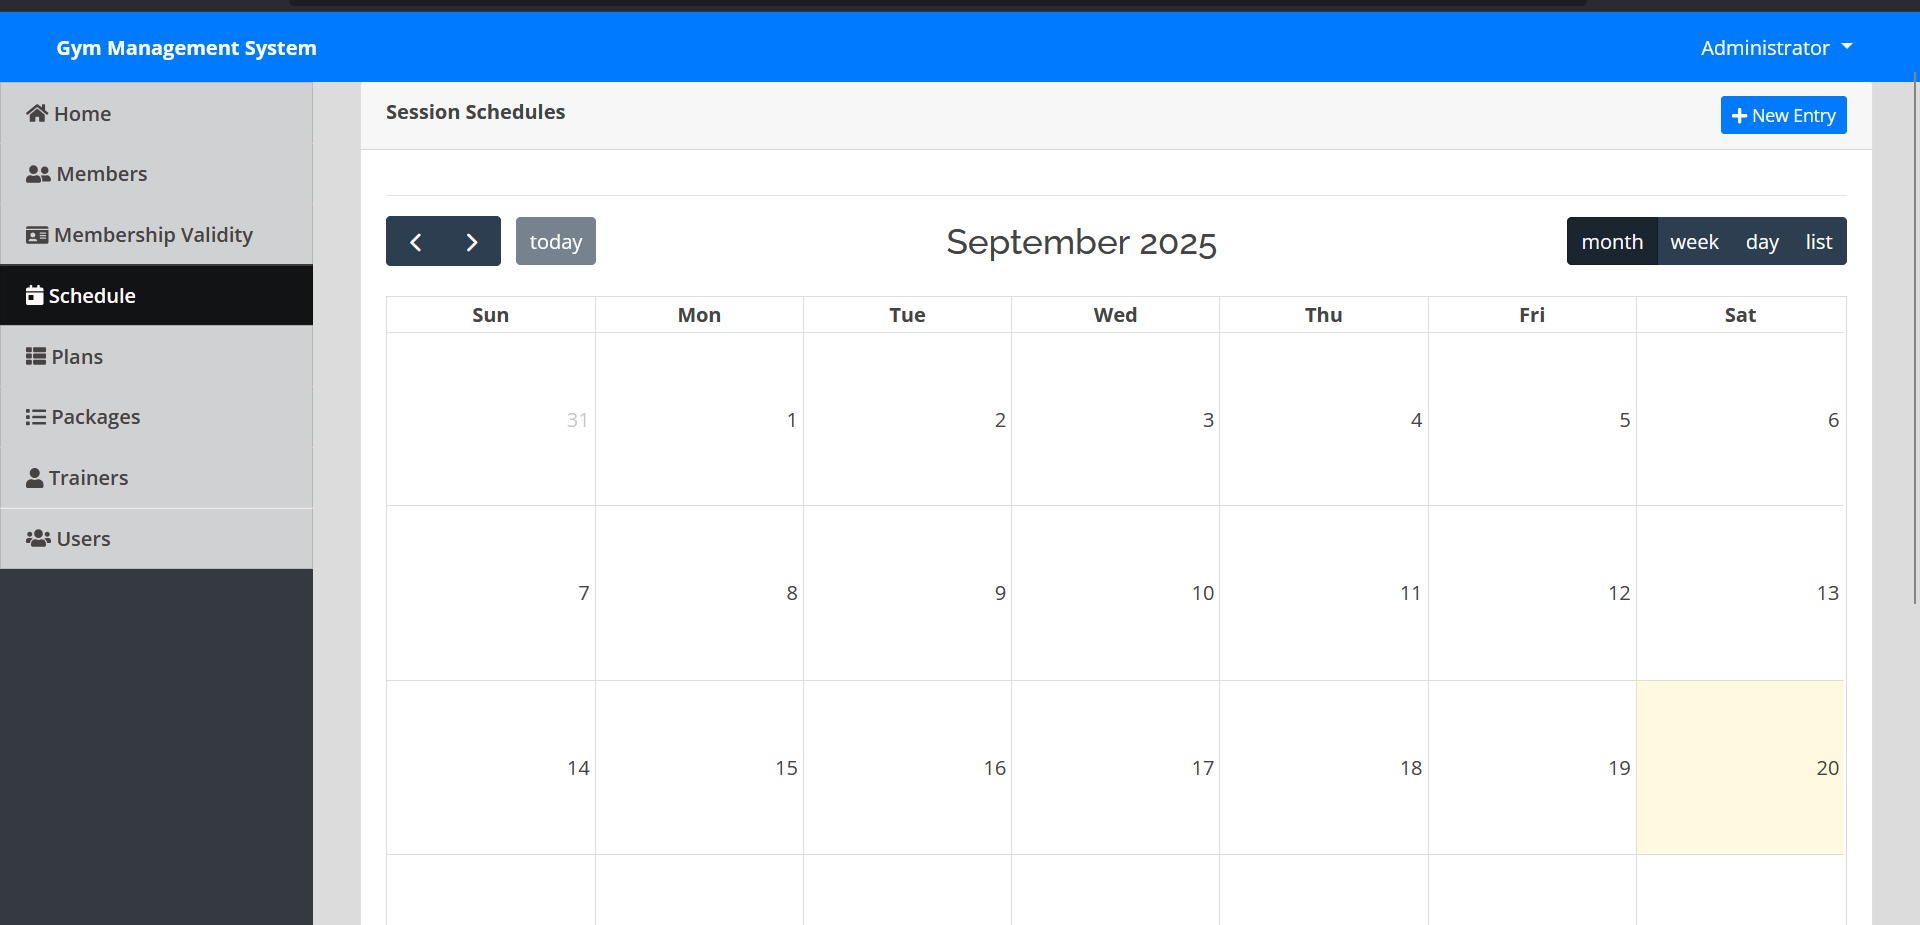 Gym Management System
Administrator
Home
Members
Membership Validity
Schedule
Plans
Packages
Trainers
Users
Session Schedules
New Entry
today
September 2025
month week day list
Sun Mon Tue Wed Thu Fri Sat
31 1 2 3 4 5 6
7 8 9 10 11 12 13
14 15 16 17 18 19 20